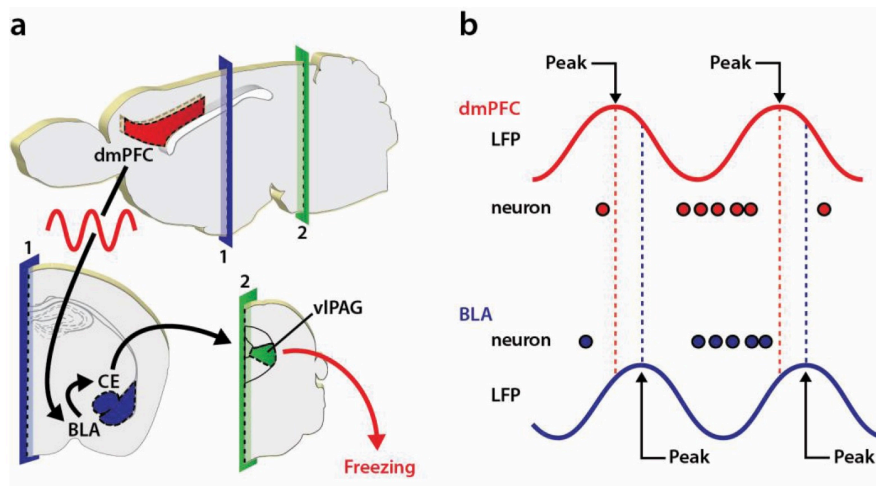 a
dmPFC
1
2
1
CE
BLA
2
vlPAG
Freezing
b
Peak
Peak
dmPFC
LFP
neuron
BLA
neuron
LFP
Peak
Peak